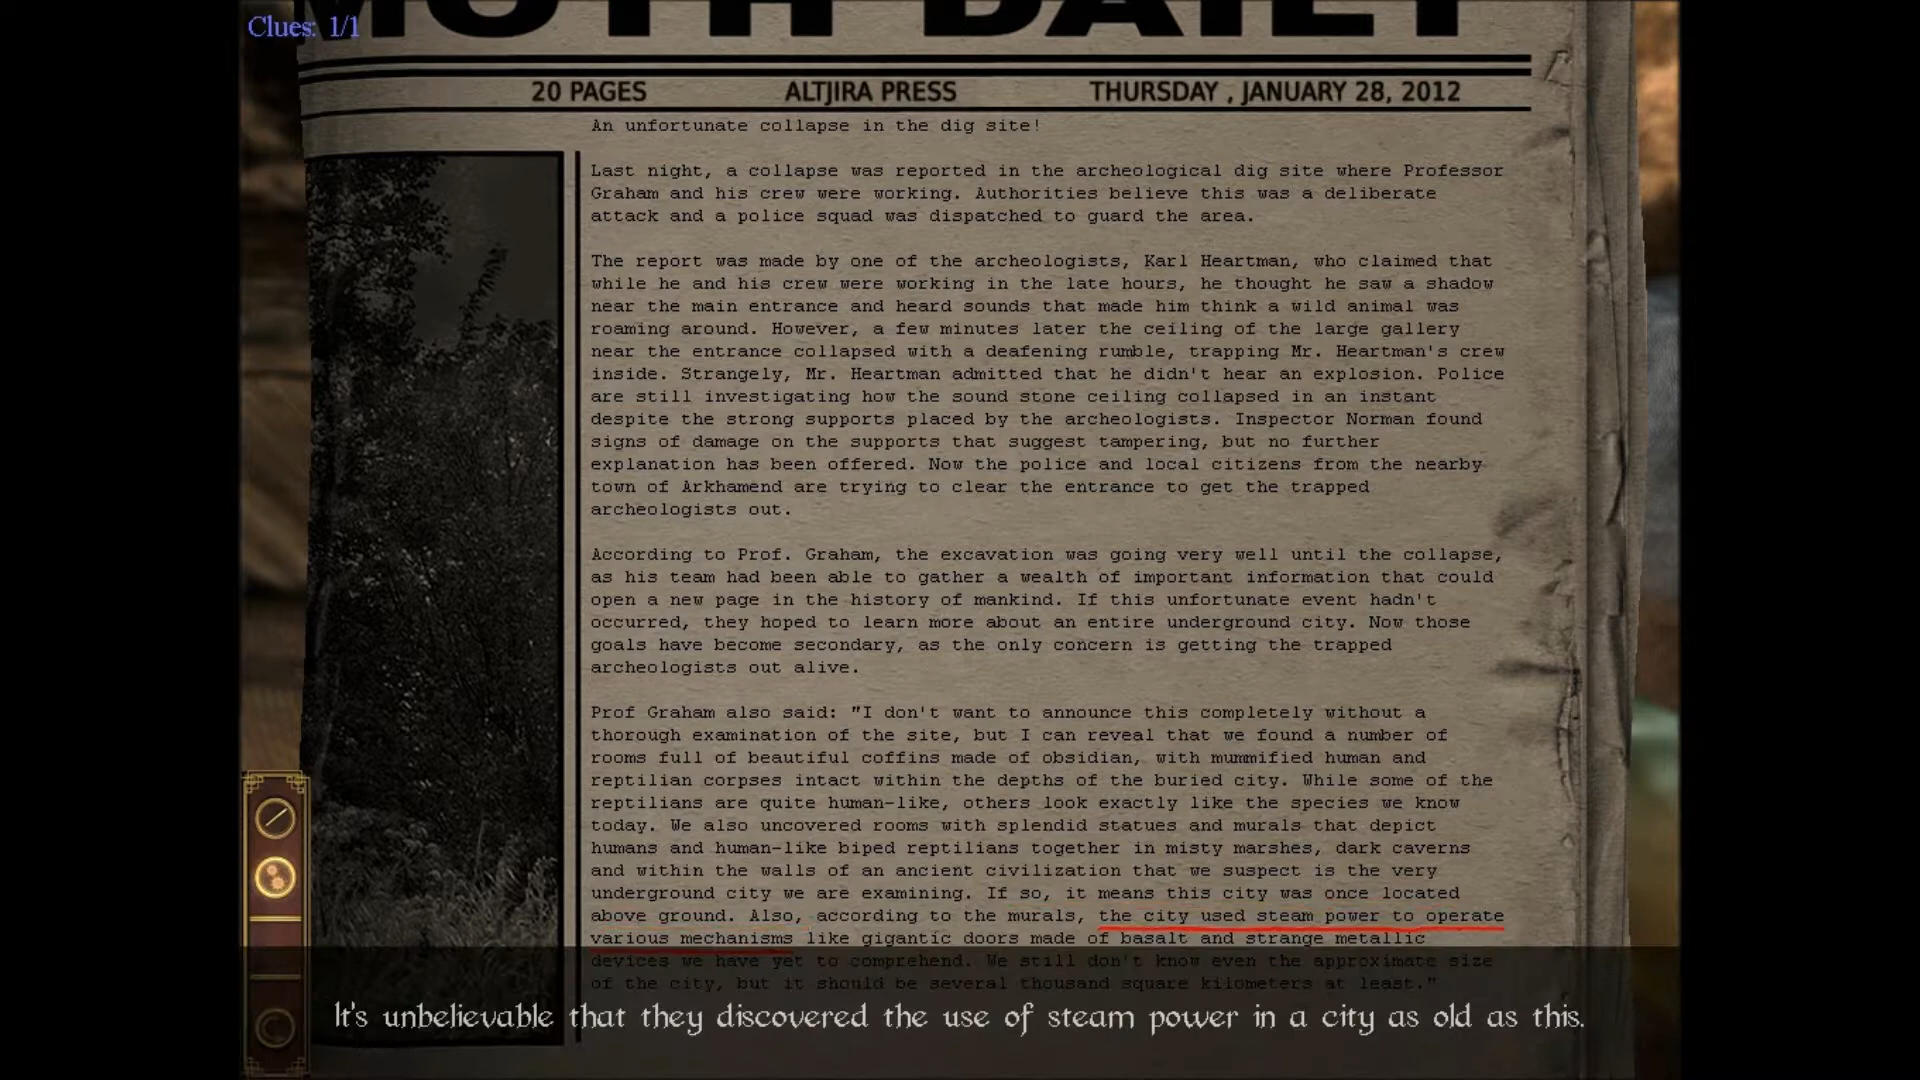 Clues: 1/1
MOTH DAILY
20 PAGES ALTJIRA PRESS THURSDAY , JANUARY 28, 2012
An unfortunate collapse in the dig site!
Last night, a collapse was reported in the archeological dig site where Professor
Graham and his crew were working. Authorities believe this was a deliberate
attack and a police squad was dispatched to guard the area.
The report was made by one of the archeologists, Karl Heartman, who claimed that
while he and his crew were working in the late hours, he thought he saw a shadow
near the main entrance and heard sounds that made him think a wild animal was
roaming around. However, a few minutes later the ceiling of the large gallery
near the entrance collapsed with a deafening rumble, trapping Mr. Heartman's crew
inside. Strangely, Mr. Heartman admitted that he didn't hear an explosion. Police
are still investigating how the sound stone ceiling collapsed in an instant
despite the strong supports placed by the archeologists. Inspector Norman found
signs of damage on the supports that suggest tampering, but no further
explanation has been offered. Now the police and local citizens from the nearby
town of Arkhamend are trying to clear the entrance to get the trapped
archeologists out.
According to Prof. Graham, the excavation was going very well until the collapse,
as his team had been able to gather a wealth of important information that could
open a new page in the history of mankind. If this unfortunate event hadn't
occurred, they hoped to learn more about an entire underground city. Now those
goals have become secondary, as the only concern is getting the trapped
archeologists out alive.
Prof Graham also said: "I don't want to announce this completely without a
thorough examination of the site, but I can reveal that we found a number of
rooms full of beautiful coffins made of obsidian, with mummified human and
reptilian corpses intact within the depths of the buried city. While some of the
reptilians are quite human-like, others look exactly like the species we know
today. We also uncovered rooms with splendid statues and murals that depict
humans and human-like biped reptilians together in misty marshes, dark caverns
and within the walls of an ancient civilization that we suspect is the very
underground city we are examining. If so, it means this city was once located
above ground. Also, according to the murals, the city used steam power to operate
various mechanisms like gigantic doors made of basalt and strange metallic
devices we have yet to comprehend. We still don't know even the approximate size
of the city, but it should be several thousand square kilometers at least."
It's unbelievable that they discovered the use of steam power in a city as old as this.